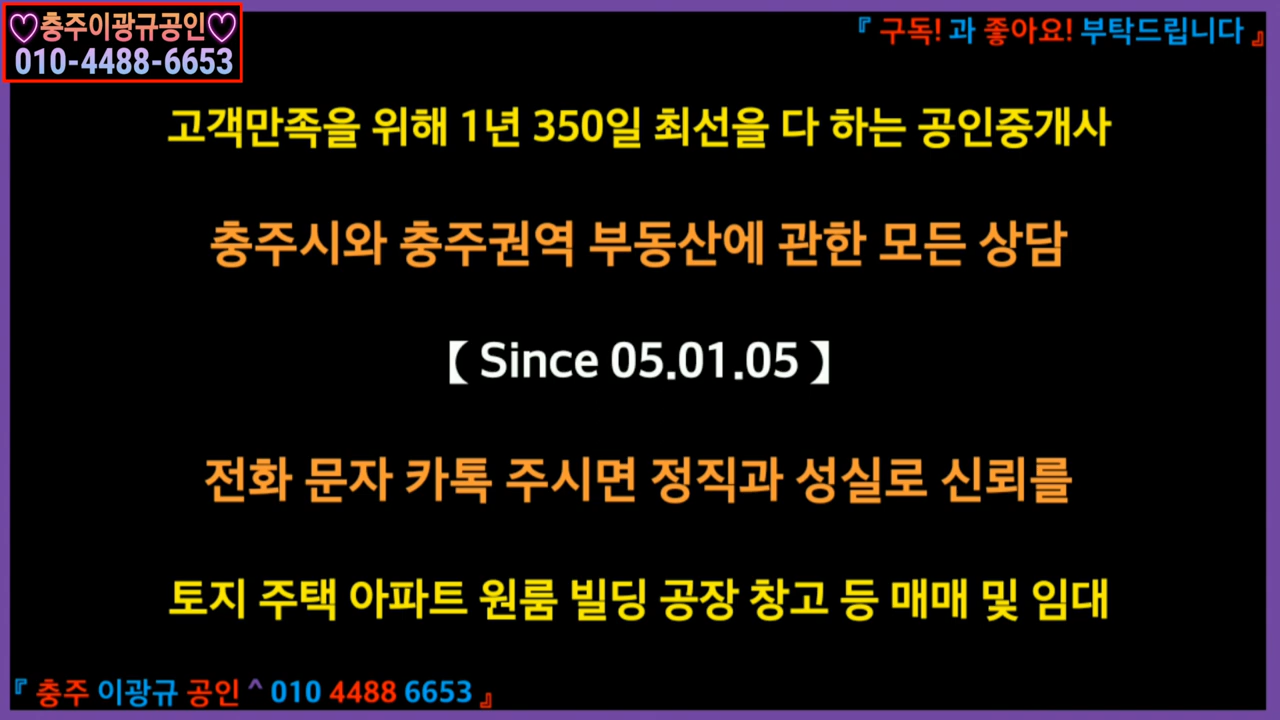 ♡충주이광규공인♡
010-4488-6653
『 구독! 과 좋아요! 부탁드립니다 』
고객만족을 위해 1년 350일 최선을 다 하는 공인중개사
충주시와 충주권역 부동산에 관한 모든 상담
【 Since 05.01.05 】
전화 문자 카톡 주시면 정직과 성실로 신뢰를
토지 주택 아파트 원룸 빌딩 공장 창고 등 매매 및 임대
『 충주 이광규 공인 ^ 010 4488 6653 』